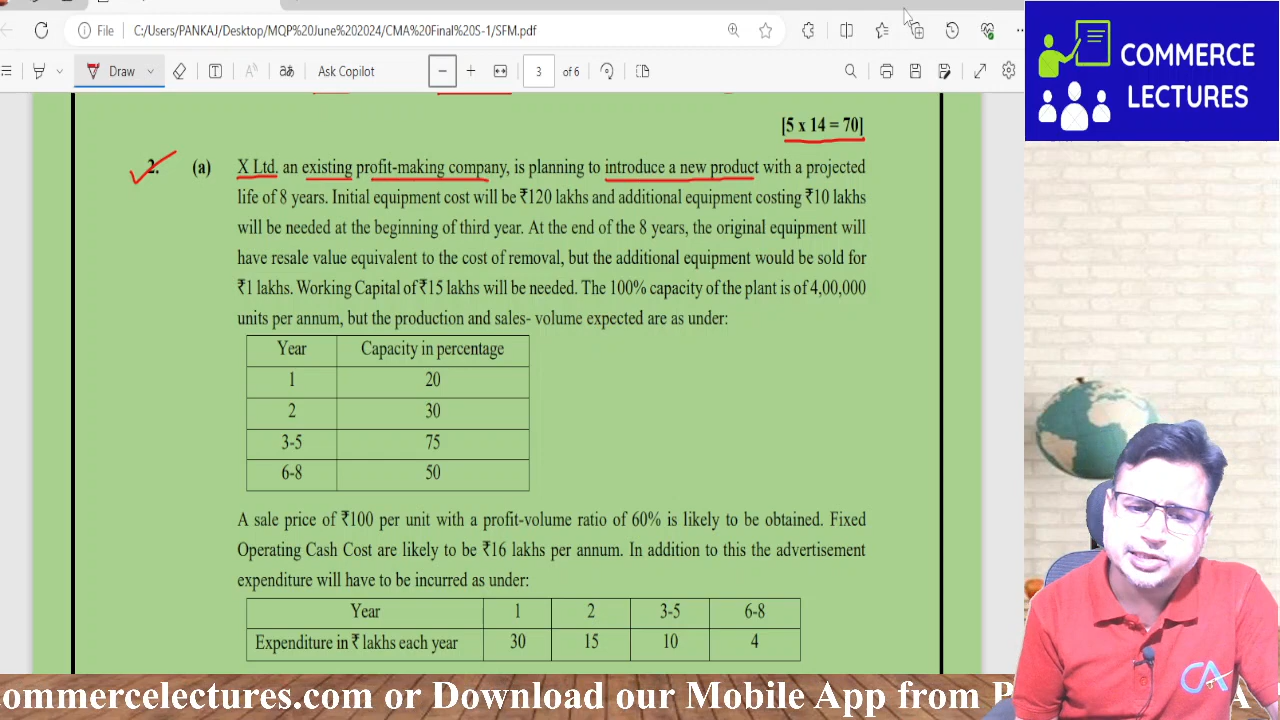 File
C:/Users/PANKAJ/Desktop/MQP%20June%202024/CMA%20Final%20S-1/SFM.pdf
Draw
Ask Copilot
3 of 6
COMMERCE
LECTURES
[5 x 14 = 70]
2. (a) X Ltd. an existing profit-making company, is planning to introduce a new product with a projected
life of 8 years. Initial equipment cost will be ₹120 lakhs and additional equipment costing ₹10 lakhs
will be needed at the beginning of third year. At the end of the 8 years, the original equipment will
have resale value equivalent to the cost of removal, but the additional equipment would be sold for
₹1 lakhs. Working Capital of ₹15 lakhs will be needed. The 100% capacity of the plant is of 4,00,000
units per annum, but the production and sales- volume expected are as under:
Year Capacity in percentage
1 20
2 30
3-5 75
6-8 50
A sale price of ₹100 per unit with a profit-volume ratio of 60% is likely to be obtained. Fixed
Operating Cash Cost are likely to be ₹16 lakhs per annum. In addition to this the advertisement
expenditure will have to be incurred as under:
Year 1 2 3-5 6-8
Expenditure in ₹ lakhs each year 30 15 10 4
CA
ommercelectures.com or Download our Mobile App from P